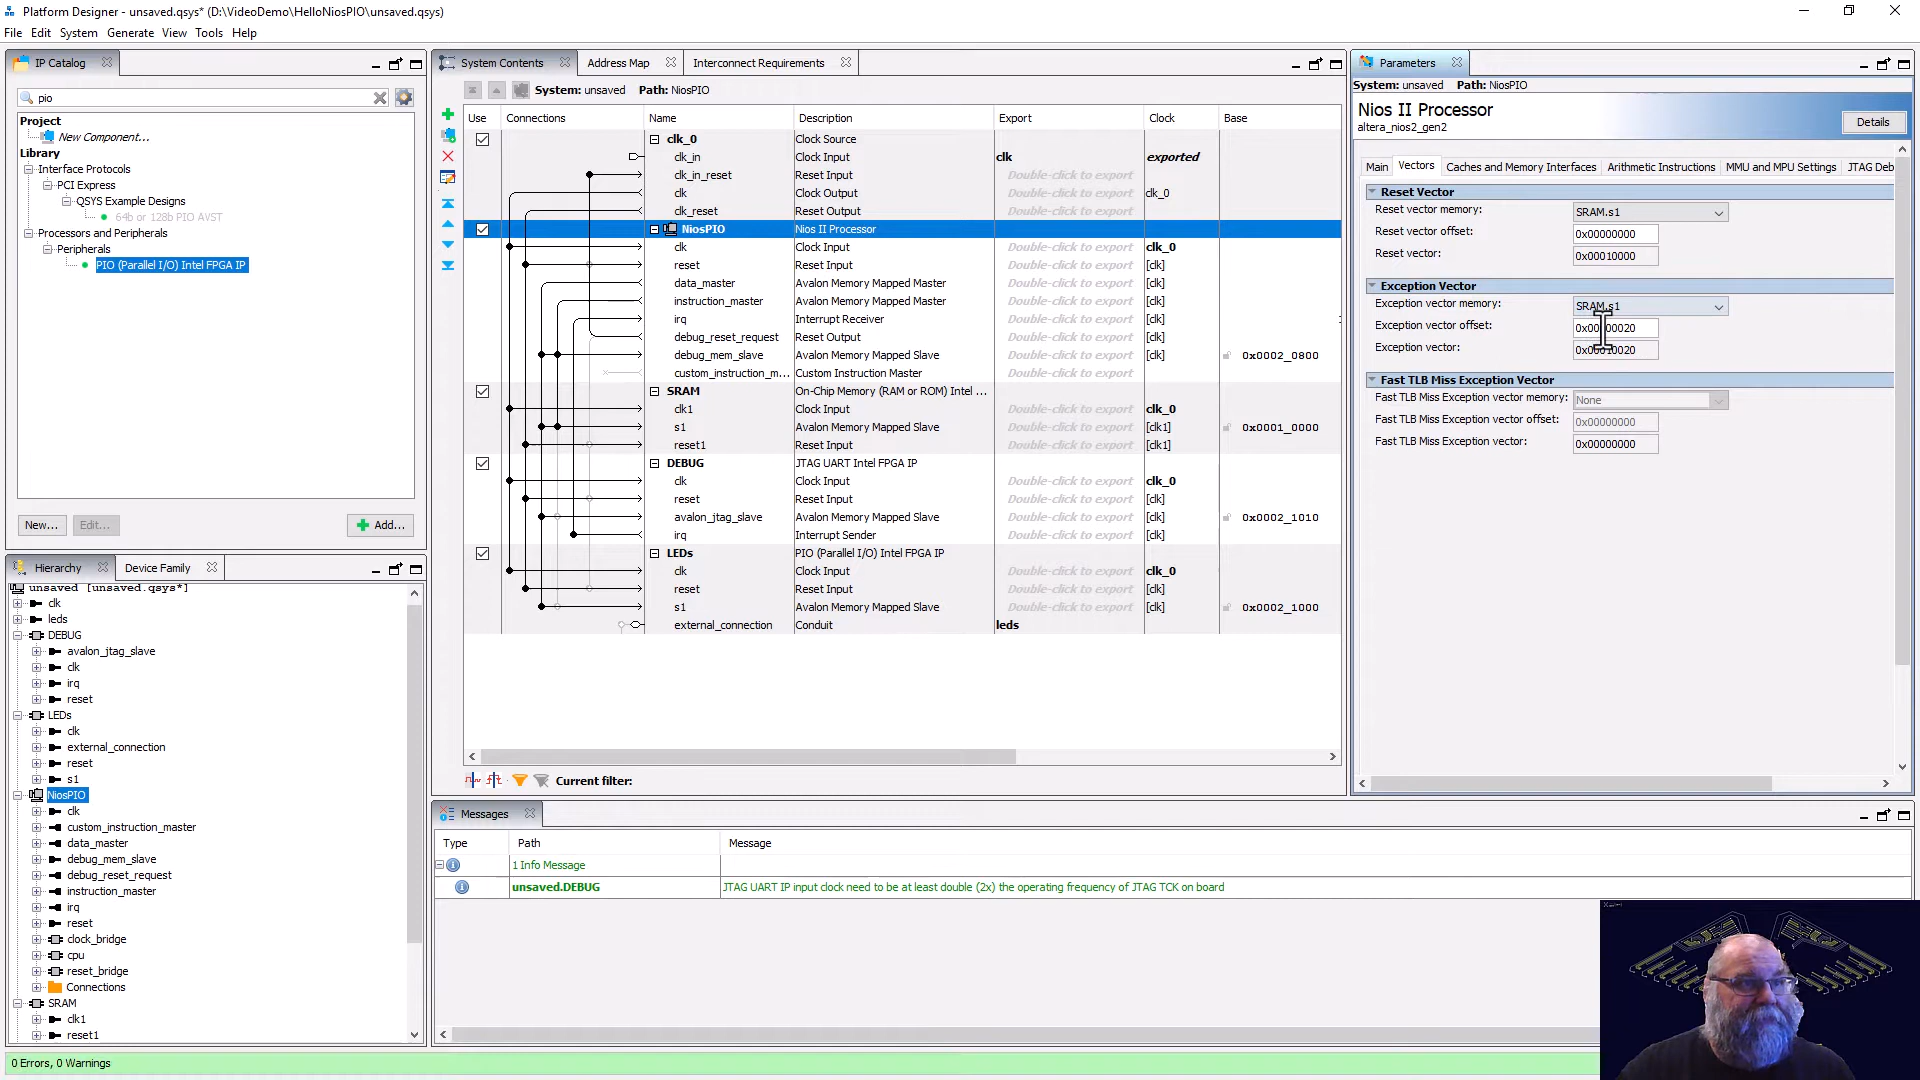 Platform Designer - unsaved.qsys* (D:\VideoDemo\HelloNiosPIO\unsaved.qsys)
File Edit System Generate View Tools Help
IP Catalog
pio
Project
New Component...
Library
Interface Protocols
PCI Express
QSYS Example Designs
64b or 128b PIO AVST
Processors and Peripherals
Peripherals
PIO (Parallel I/O) Intel FPGA IP
New... Edit... Add...
Hierarchy Device Family
unsaved [unsaved.qsys*]
clk
leds
DEBUG
avalon_jtag_slave
clk
irq
reset
LEDs
clk
external_connection
reset
s1
NiosPIO
clk
custom_instruction_master
data_master
debug_mem_slave
debug_reset_request
instruction_master
irq
reset
clock_bridge
cpu
reset_bridge
Connections
SRAM
clk1
reset1
System Contents Address Map Interconnect Requirements
System: unsaved Path: NiosPIO
Use Connections Name Description Export Clock Base
clk_0 Clock Source
clk_in Clock Input clk exported
clk_in_reset Reset Input Double-click to export
clk Clock Output Double-click to export clk_0
clk_reset Reset Output Double-click to export
NiosPIO Nios II Processor
clk Clock Input Double-click to export clk_0
reset Reset Input Double-click to export [clk]
data_master Avalon Memory Mapped Master Double-click to export [clk]
instruction_master Avalon Memory Mapped Master Double-click to export [clk]
irq Interrupt Receiver Double-click to export [clk]
debug_reset_request Reset Output Double-click to export [clk]
debug_mem_slave Avalon Memory Mapped Slave Double-click to export [clk] 0x0002_0800
custom_instruction_m... Custom Instruction Master Double-click to export
SRAM On-Chip Memory (RAM or ROM) Intel ...
clk1 Clock Input Double-click to export clk_0
s1 Avalon Memory Mapped Slave Double-click to export [clk1] 0x0001_0000
reset1 Reset Input Double-click to export [clk1]
DEBUG JTAG UART Intel FPGA IP
clk Clock Input Double-click to export clk_0
reset Reset Input Double-click to export [clk]
avalon_jtag_slave Avalon Memory Mapped Slave Double-click to export [clk] 0x0002_1010
irq Interrupt Sender Double-click to export [clk]
LEDs PIO (Parallel I/O) Intel FPGA IP
clk Clock Input Double-click to export clk_0
reset Reset Input Double-click to export [clk]
s1 Avalon Memory Mapped Slave Double-click to export [clk] 0x0002_1000
external_connection Conduit leds
Current filter:
Messages
Type Path Message
1 Info Message
unsaved.DEBUG JTAG UART IP input clock need to be at least double (2x) the operating frequency of JTAG TCK on board
Parameters
System: unsaved Path: NiosPIO
Nios II Processor
altera_nios2_gen2
Details
Main Vectors Caches and Memory Interfaces Arithmetic Instructions MMU and MPU Settings JTAG Deb
Reset Vector
Reset vector memory: SRAM.s1
Reset vector offset: 0x00000000
Reset vector: 0x00010000
Exception Vector
Exception vector memory: SRAM.s1
Exception vector offset: 0x00000020
Exception vector: 0x00010020
Fast TLB Miss Exception Vector
Fast TLB Miss Exception vector memory: None
Fast TLB Miss Exception vector offset: 0x00000000
Fast TLB Miss Exception vector: 0x00000000
0 Errors, 0 Warnings